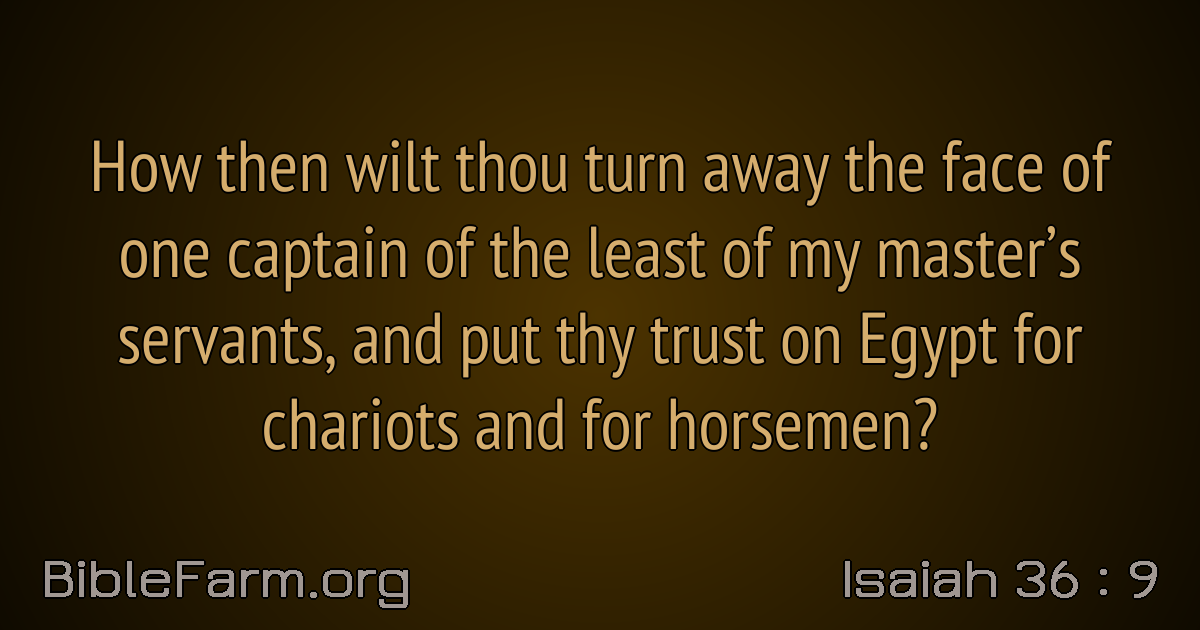 How then wilt thou turn away the face of
one captain of the least of my master’s
servants, and put thy trust on Egypt for
chariots and for horsemen?
BibleFarm.org
Isaiah 36 : 9